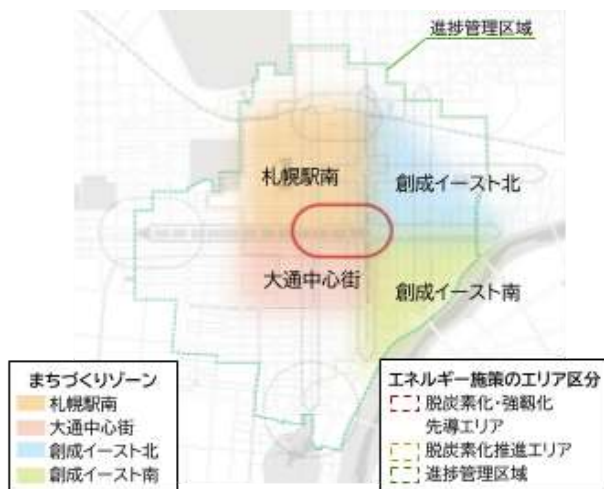 進捗管理区域
札幌駅南
創成イースト北
大通中心街
創成イースト南
まちづくりゾーン
札幌駅南
大通中心街
創成イースト北
創成イースト南
エネルギー施策のエリア区分
脱炭素化・強靱化
先導エリア
脱炭素化推進エリア
進捗管理区域